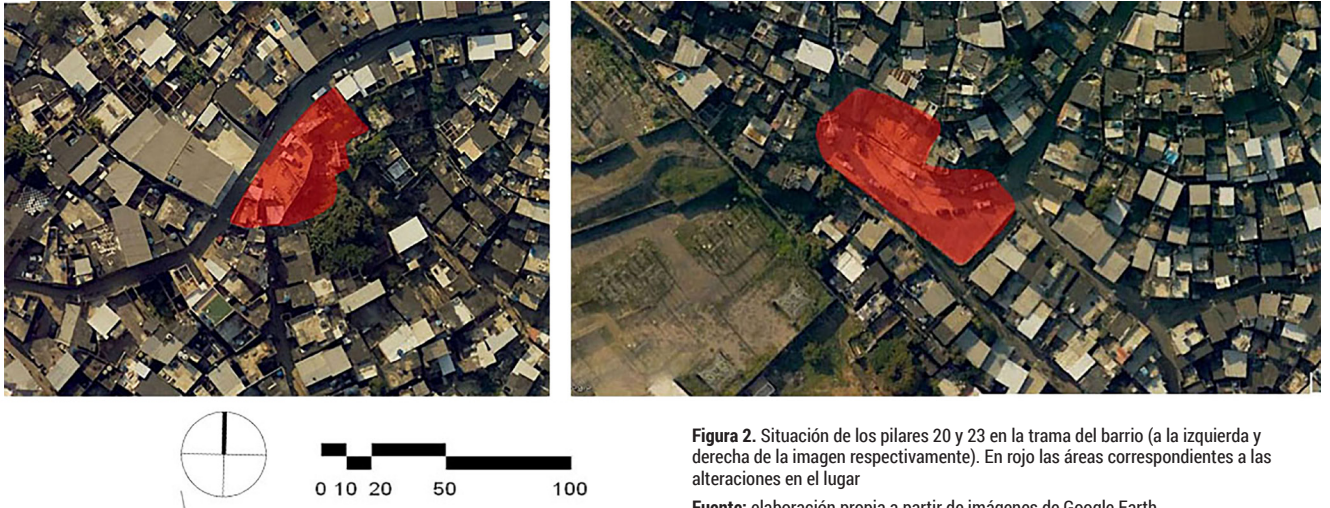 0 10 20 50 100
Figura 2. Situación de los pilares 20 y 23 en la trama del barrio (a la izquierda y
derecha de la imagen respectivamente). En rojo las áreas correspondientes a las
alteraciones en el lugar
Fuente: elaboración propia a partir de imágenes de Google Earth